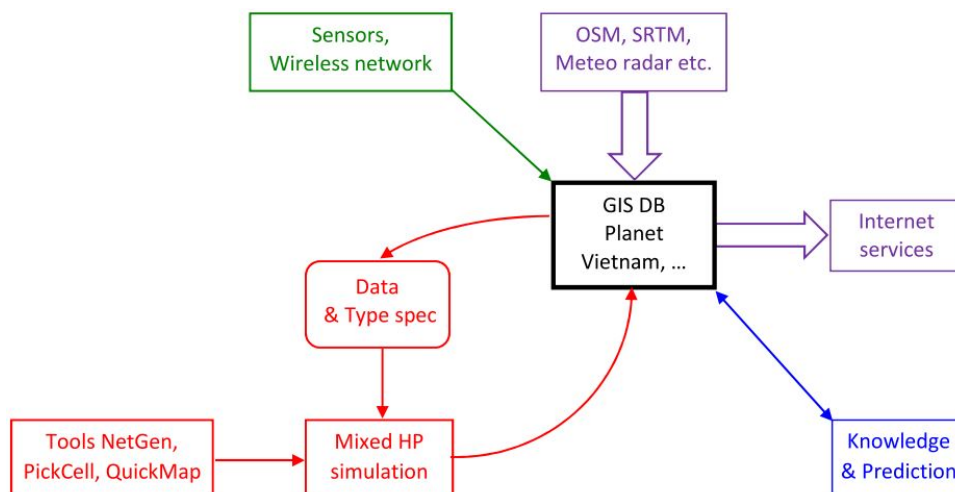 Sensors,
Wireless network
OSM, SRTM,
Meteo radar etc.
GIS DB
Planet
Vietnam, ...
Internet
services
Data
& Type spec
Tools NetGen,
PickCell, QuickMap
Mixed HP
simulation
Knowledge
& Prediction